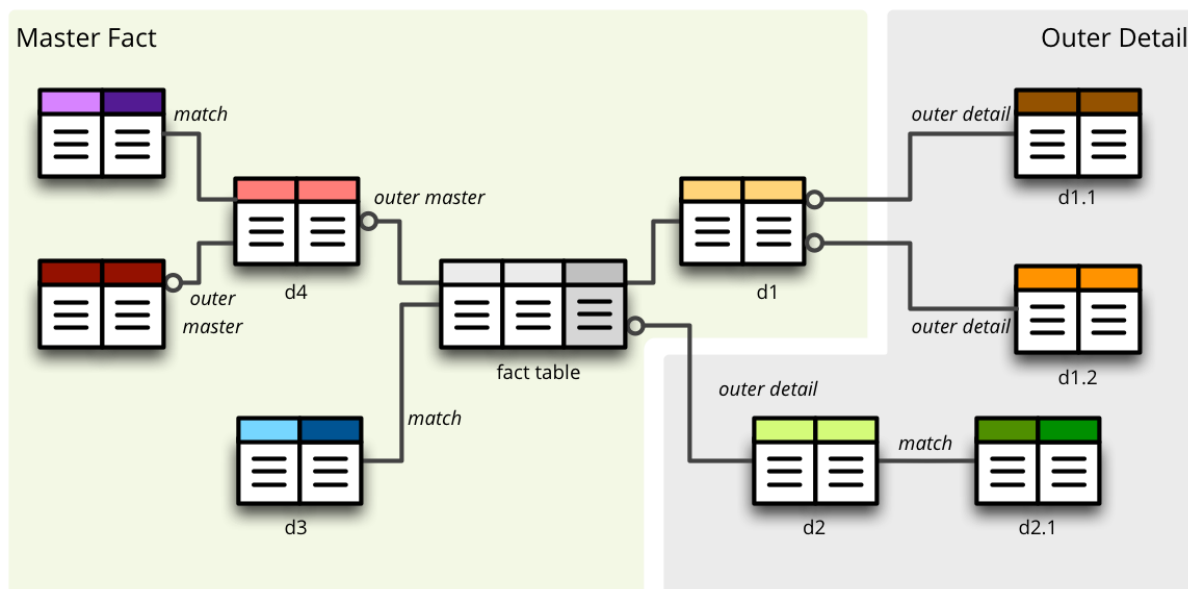 Master Fact
Outer Detail
match
outer detail
d1.1
outer master
d4
d1
outer
master
outer detail
d1.2
fact table
outer detail
match
match
d3
d2
d2.1